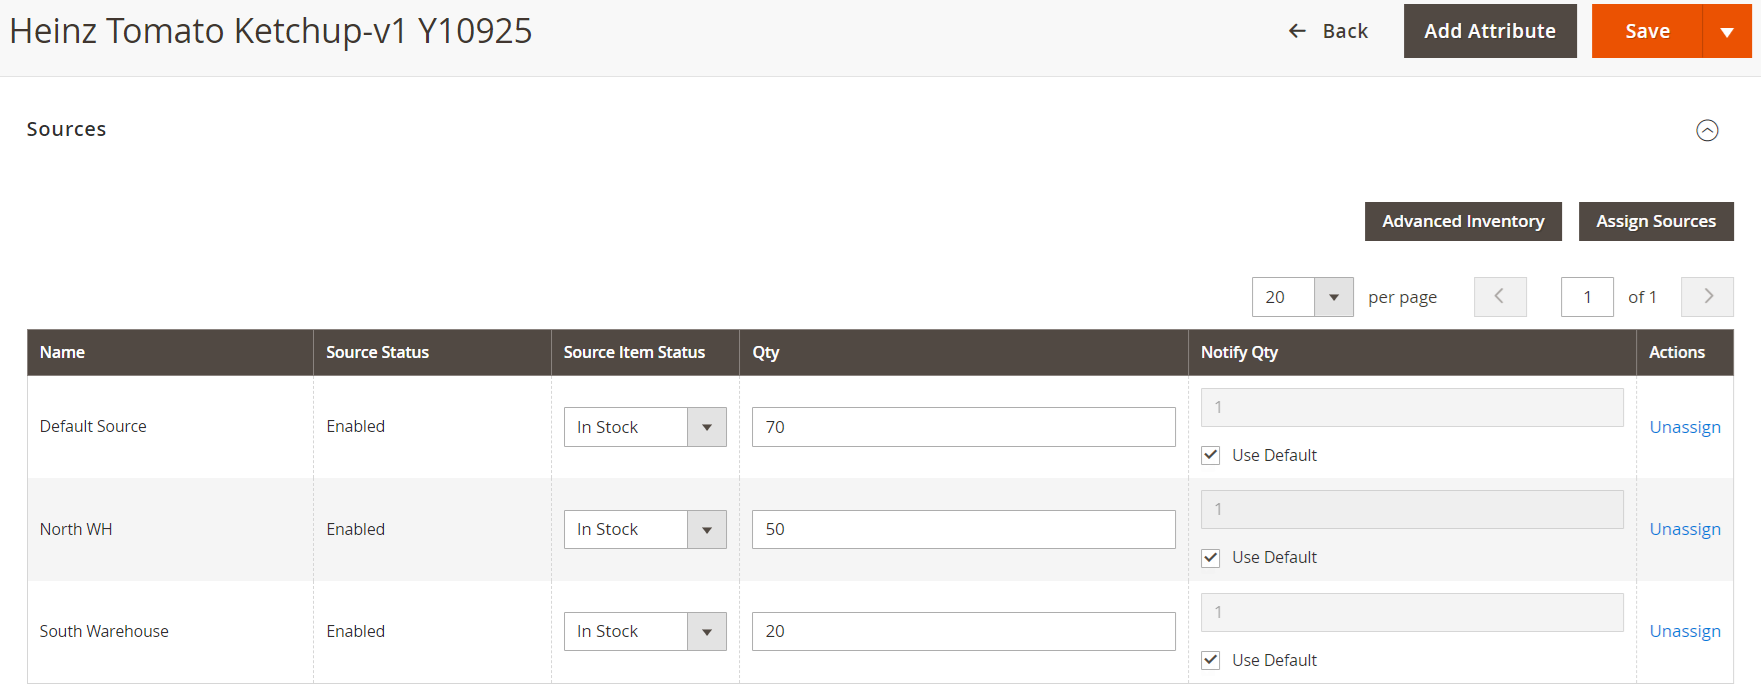 Heinz Tomato Ketchup-v1 Y10925
Back
Add Attribute
Save
Sources
Advanced Inventory
Assign Sources
20 per page 1 of 1
Name Source Status Source Item Status Qty Notify Qty Actions
Default Source Enabled In Stock 70 1 Unassign
Use Default
North WH Enabled In Stock 50 1 Unassign
Use Default
South Warehouse Enabled In Stock 20 1 Unassign
Use Default